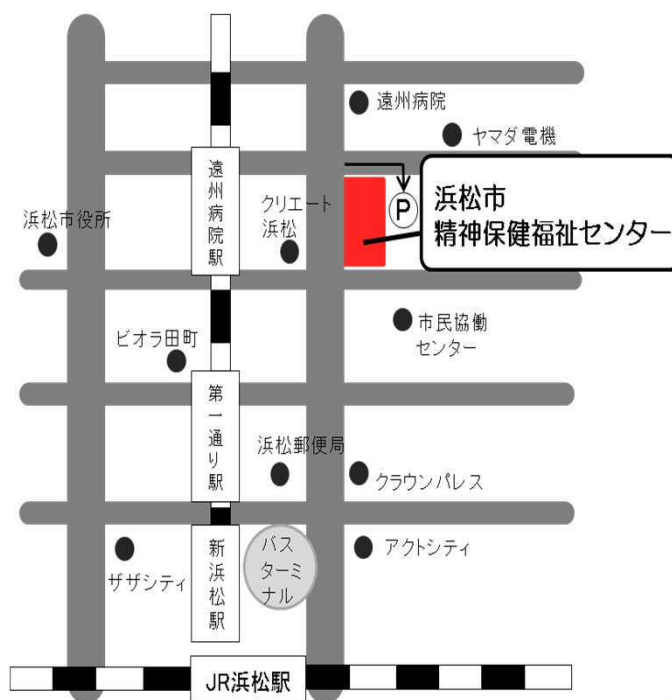 遠州病院
ヤマダ電機
遠州病院駅
クリエート
浜松
P
浜松市
精神保健福祉センター
浜松市役所
市民協働
センター
ビオラ田町
第一通り駅
浜松郵便局
クラウンパレス
新浜松駅
バス
ターミ
ナル
アクトシティ
ザザシティ
JR浜松駅